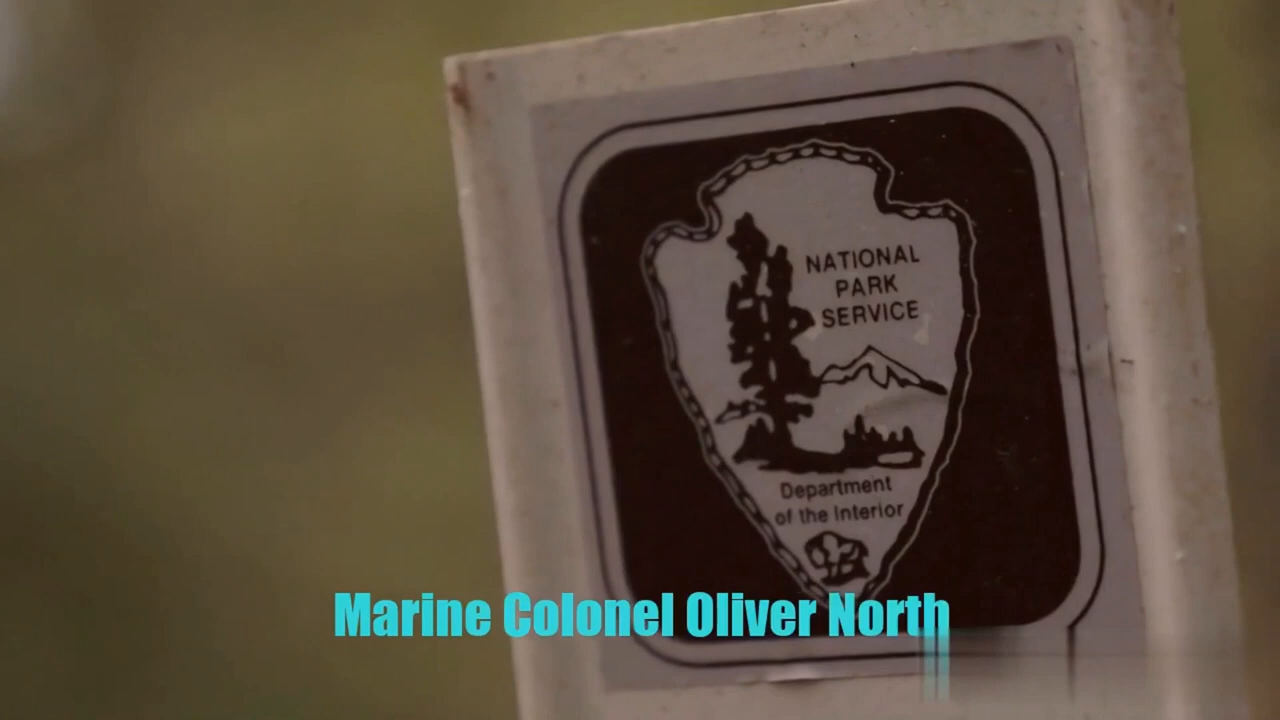 NATIONAL
PARK
SERVICE
Department
of the Interior
Marine Colonel Oliver North